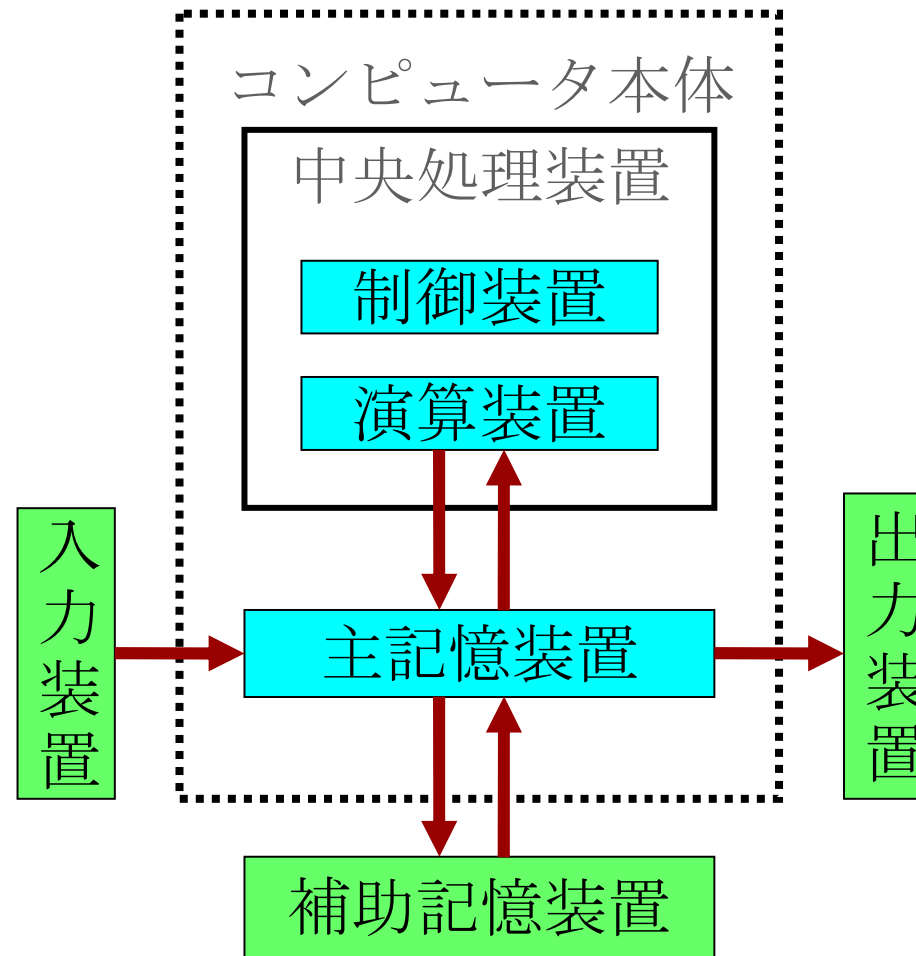 コンピュータ本体
中央処理装置
制御装置
演算装置
入力装置
主記憶装置
出力装置
補助記憶装置